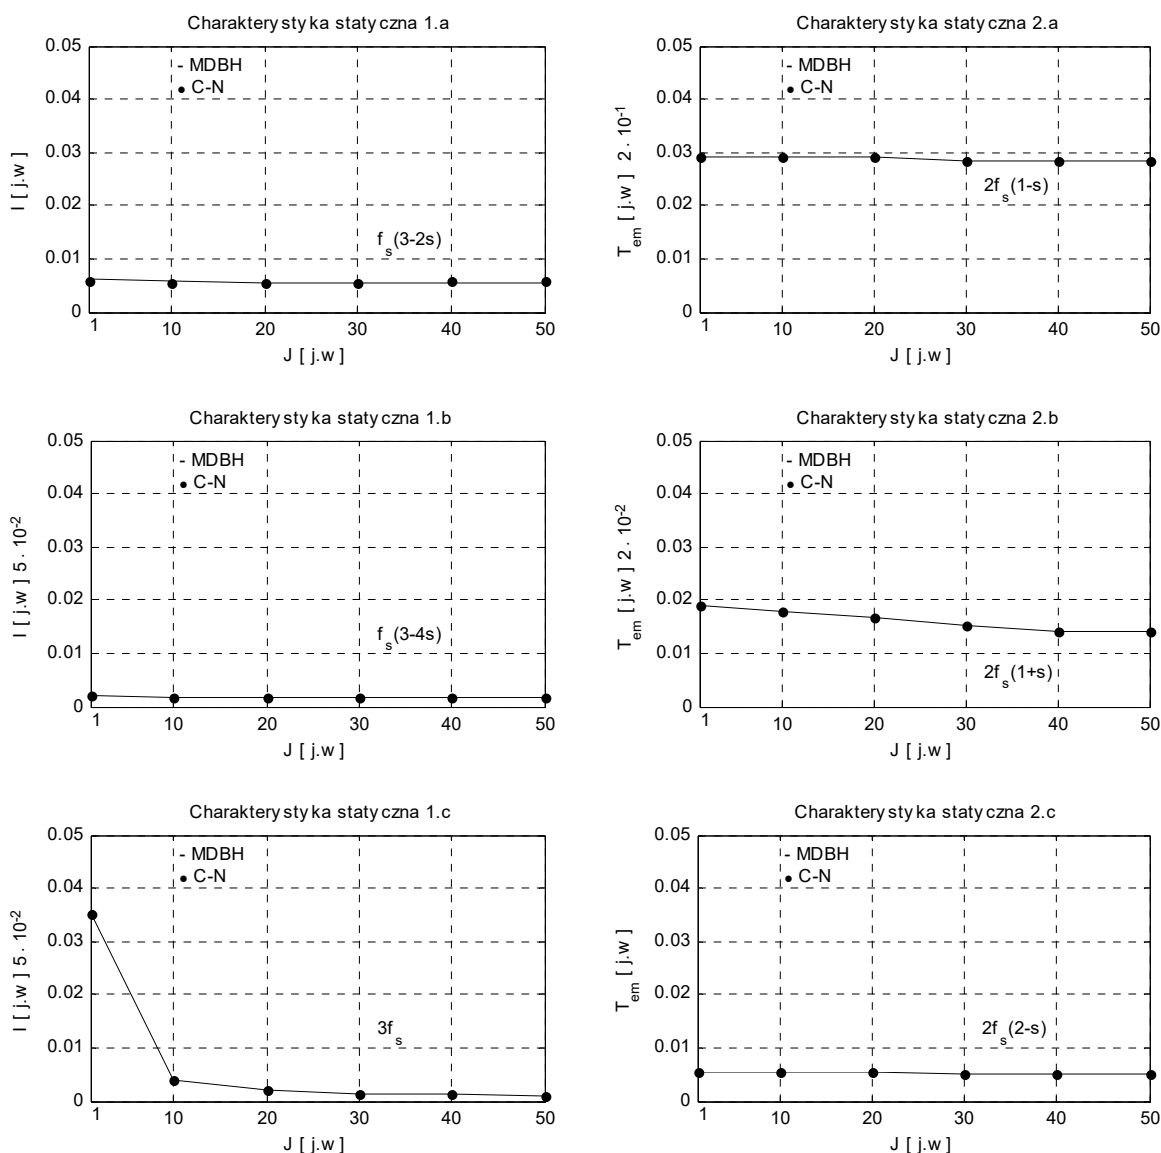 Charakterystyka statyczna 1.a
0.05
- MDBH
● C-N
0.04
0.03
I [ j.w ]
0.02
f_s(3-2s)
0.01
0
1 10 20 30 40 50
J [ j.w ]
Charakterystyka statyczna 2.a
0.05
- MDBH
● C-N
0.04
0.03
T_em [ j.w ] 2 . 10^-1
2f_s(1-s)
0.02
0.01
0
1 10 20 30 40 50
J [ j.w ]
Charakterystyka statyczna 1.b
0.05
- MDBH
● C-N
0.04
0.03
I [ j.w ] 5 . 10^-2
0.02
f_s(3-4s)
0.01
0
1 10 20 30 40 50
J [ j.w ]
Charakterystyka statyczna 2.b
0.05
- MDBH
● C-N
0.04
0.03
T_em [ j.w ] 2 . 10^-2
0.02
0.01
2f_s(1+s)
0
1 10 20 30 40 50
J [ j.w ]
Charakterystyka statyczna 1.c
0.05
- MDBH
● C-N
0.04
0.03
I [ j.w ] 5 . 10^-2
0.02
3f_s
0.01
0
1 10 20 30 40 50
J [ j.w ]
Charakterystyka statyczna 2.c
0.05
- MDBH
● C-N
0.04
0.03
T_em [ j.w ]
0.02
2f_s(2-s)
0.01
0
1 10 20 30 40 50
J [ j.w ]